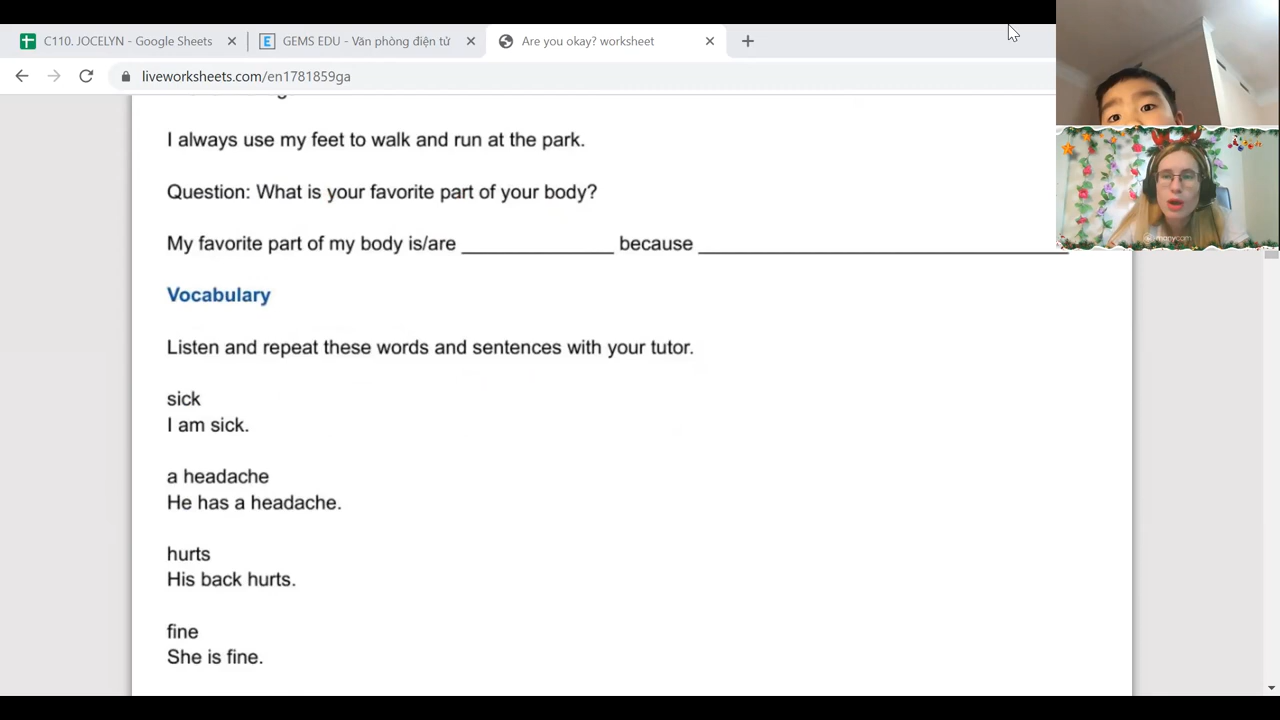 C110. JOCELYN - Google Sheets
GEMS EDU - Văn phòng điện tử
Are you okay? worksheet
liveworksheets.com/en1781859ga
I always use my feet to walk and run at the park.
Question: What is your favorite part of your body?
My favorite part of my body is/are ______________ because ___________________________________
Vocabulary
Listen and repeat these words and sentences with your tutor.
sick
I am sick.
a headache
He has a headache.
hurts
His back hurts.
fine
She is fine.
manycam